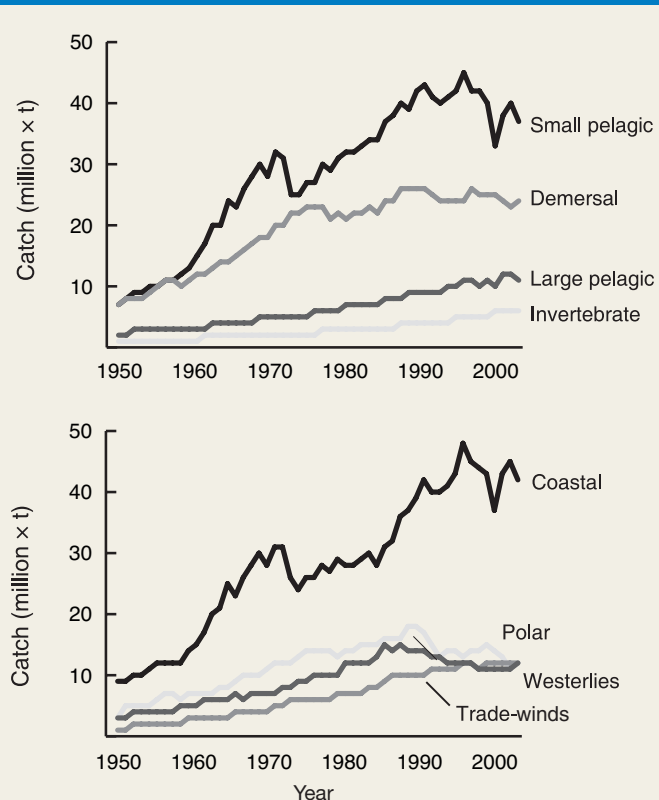 50
40
30
20
10
Catch (million × t)
Small pelagic
Demersal
Large pelagic
Invertebrate
1950 1960 1970 1980 1990 2000
50
40
30
20
10
Catch (million × t)
Coastal
Polar
Westerlies
Trade-winds
1950 1960 1970 1980 1990 2000
Year